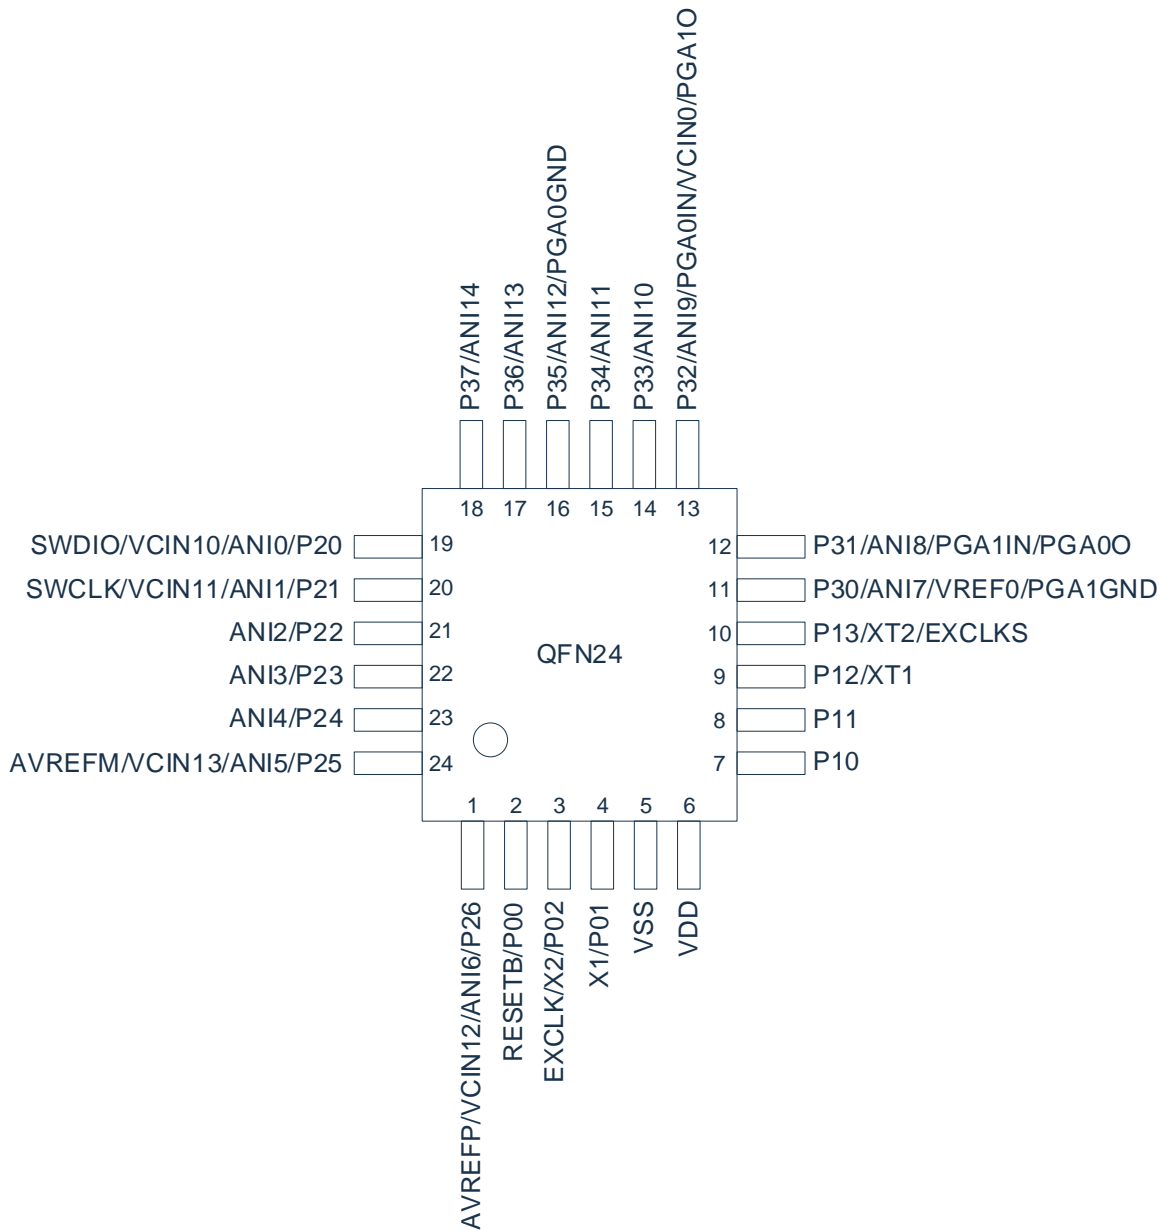 P37/ANI14
P36/ANI13
P35/ANI12/PGA0GND
P34/ANI11
P33/ANI10
P32/ANI9/PGA0IN/VCIN0/PGA1O
18 17 16 15 14 13
SWDIO/VCIN10/ANI0/P20 19
SWCLK/VCIN11/ANI1/P21 20
ANI2/P22 21
ANI3/P23 22
ANI4/P24 23
AVREFM/VCIN13/ANI5/P25 24
QFN24
12 P31/ANI8/PGA1IN/PGA0O
11 P30/ANI7/VREF0/PGA1GND
10 P13/XT2/EXCLKS
9 P12/XT1
8 P11
7 P10
1 2 3 4 5 6
AVREFP/VCIN12/ANI6/P26
RESETB/P00
EXCLK/X2/P02
X1/P01
VSS
VDD